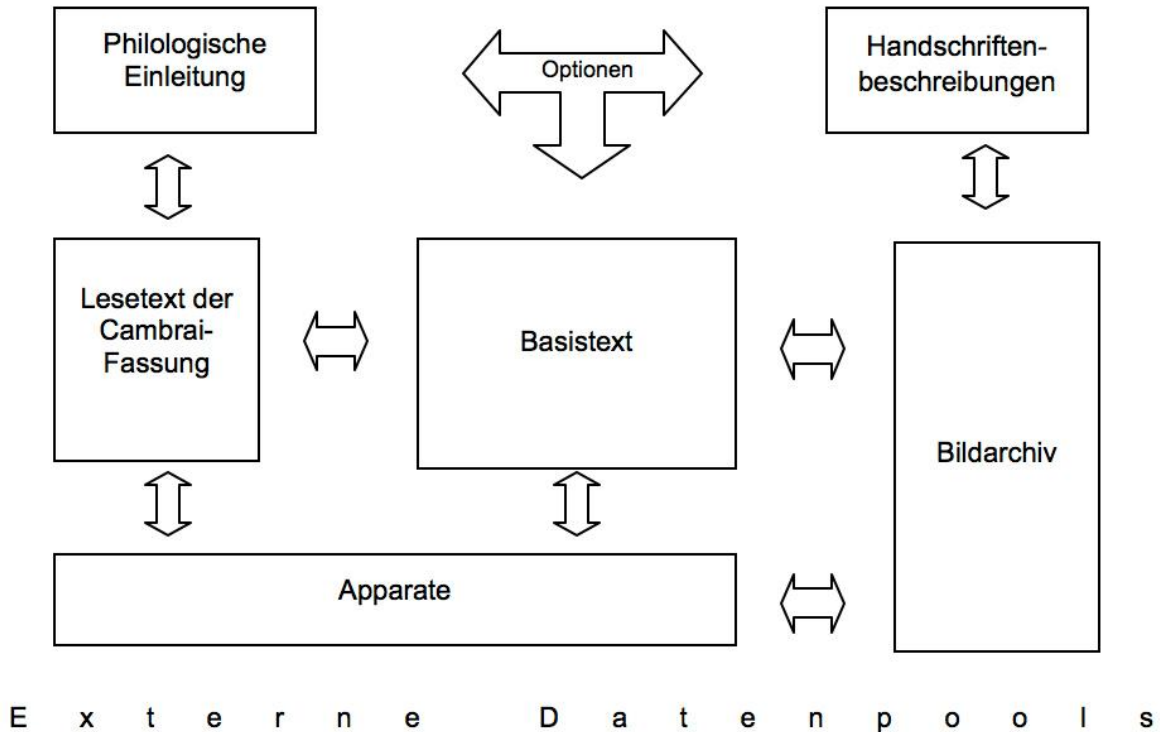 Philologische
Einleitung
Optionen
Handschriften-
beschreibungen
Lesetext der
Cambrai-
Fassung
Basistext
Bildarchiv
Apparate
E x t e r n e D a t e n p o o l s